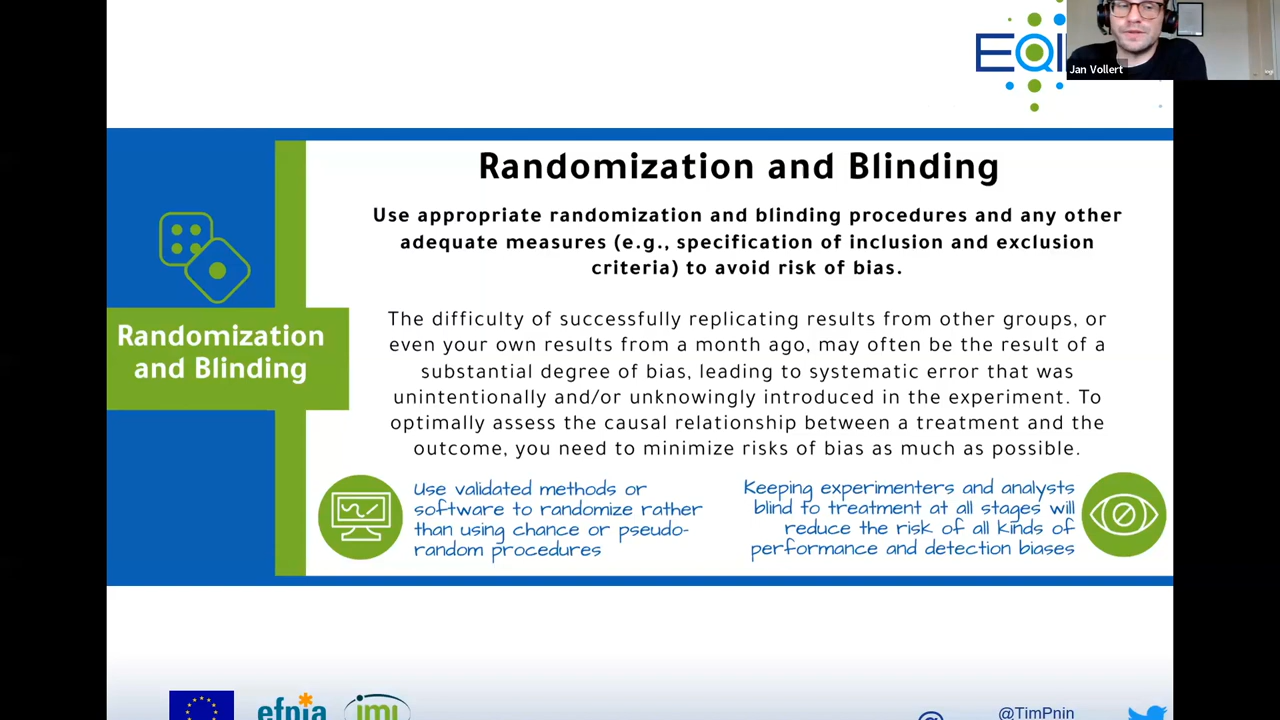 EQI
Jan Vollert
Randomization and Blinding
Use appropriate randomization and blinding procedures and any other
adequate measures (e.g., specification of inclusion and exclusion
criteria) to avoid risk of bias.
Randomization
and Blinding
The difficulty of successfully replicating results from other groups, or
even your own results from a month ago, may often be the result of a
substantial degree of bias, leading to systematic error that was
unintentionally and/or unknowingly introduced in the experiment. To
optimally assess the causal relationship between a treatment and the
outcome, you need to minimize risks of bias as much as possible.
Use validated methods or
software to randomize rather
than using chance or pseudo-
random procedures
Keeping experimenters and analysts
blind to treatment at all stages will
reduce the risk of all kinds of
performance and detection biases
efpia
imi
@
@TimPnin